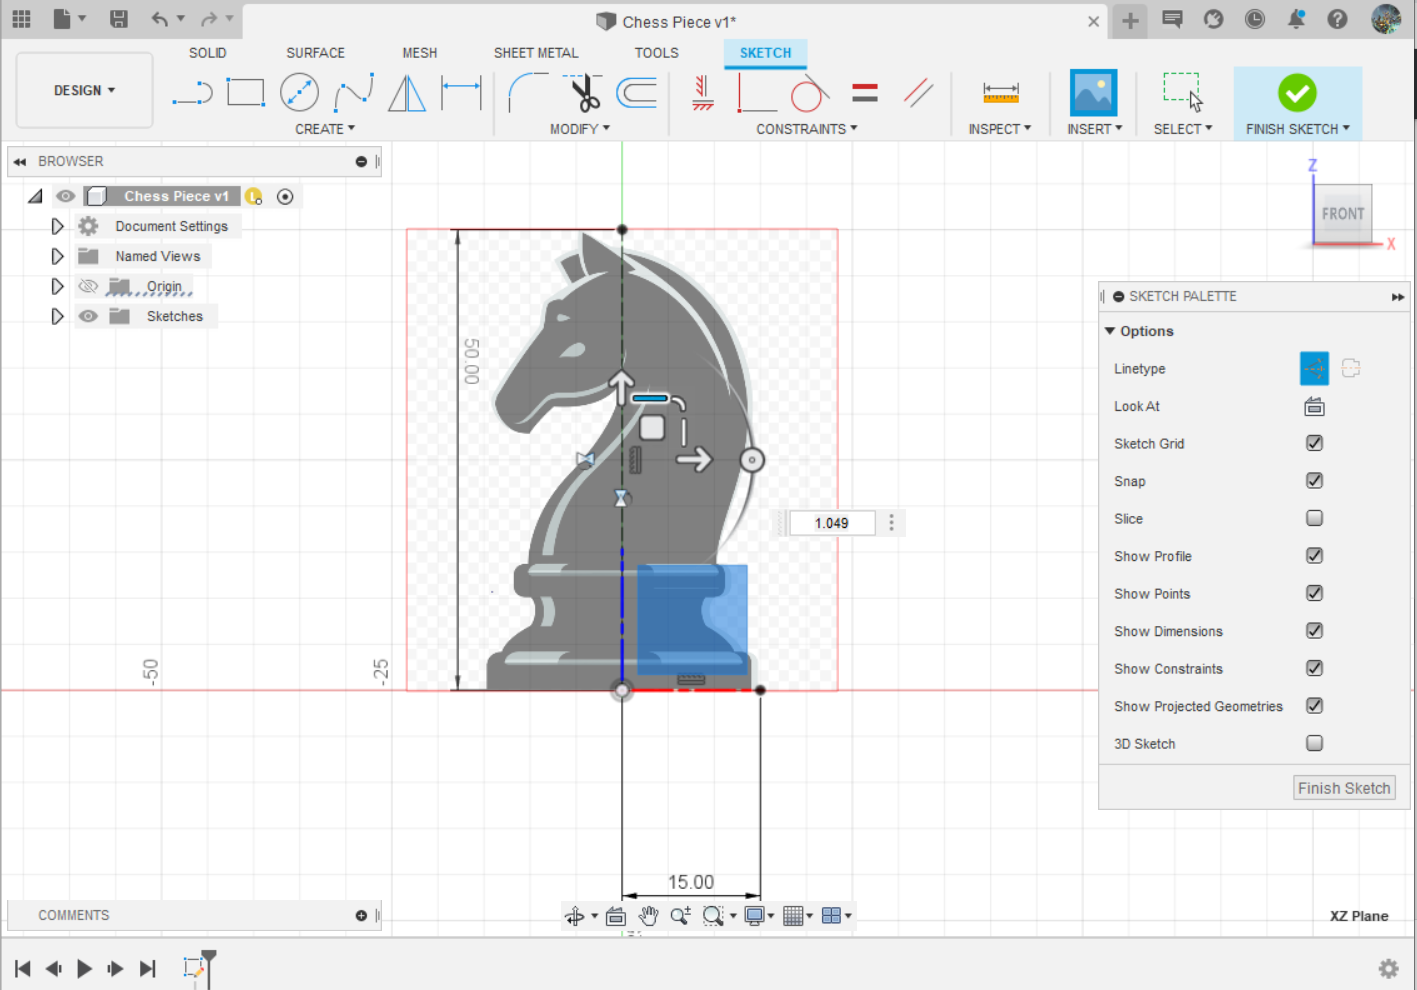 Chess Piece v1*
SOLID SURFACE MESH SHEET METAL TOOLS SKETCH
DESIGN
CREATE MODIFY CONSTRAINTS INSPECT INSERT SELECT FINISH SKETCH
BROWSER
Chess Piece v1
Document Settings
Named Views
Origin
Sketches
Z
FRONT
X
SKETCH PALETTE
Options
Linetype
Look At
Sketch Grid
Snap
Slice
Show Profile
Show Points
Show Dimensions
Show Constraints
Show Projected Geometries
3D Sketch
Finish Sketch
50.00
1.049
-50
-25
15.00
COMMENTS
XZ Plane